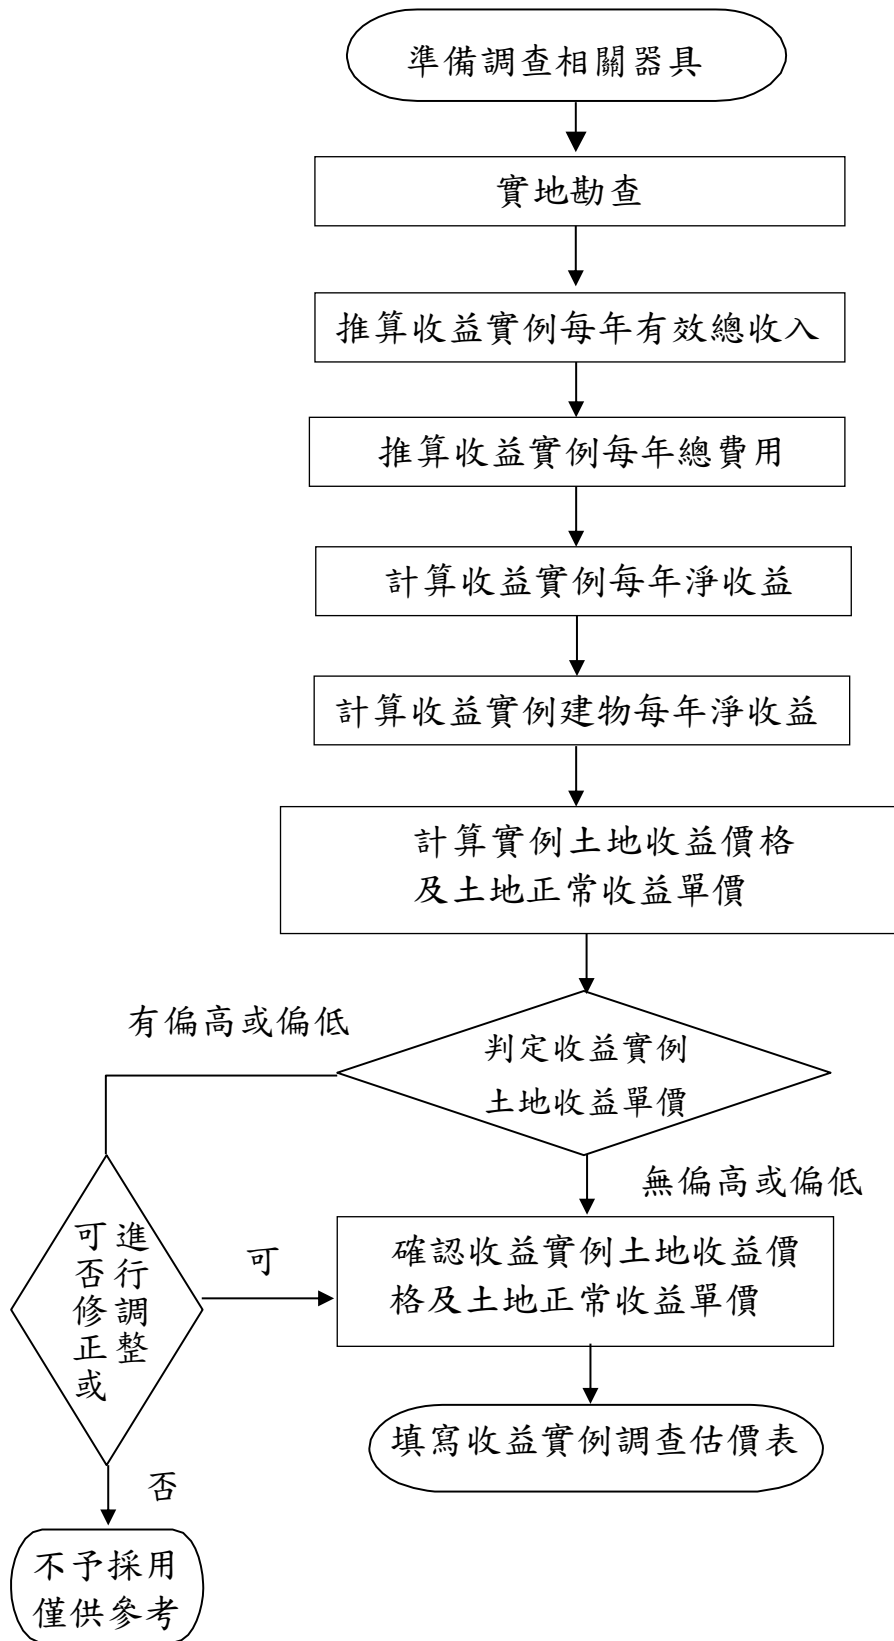 準備調查相關器具
實地勘查
推算收益實例每年有效總收入
推算收益實例每年總費用
計算收益實例每年淨收益
計算收益實例建物每年淨收益
計算實例土地收益價格
及土地正常收益單價
有偏高或偏低
判定收益實例
土地收益單價
無偏高或偏低
可否修正或
進行調整
可
確認收益實例土地收益價
格及土地正常收益單價
填寫收益實例調查估價表
否
不予採用
僅供參考